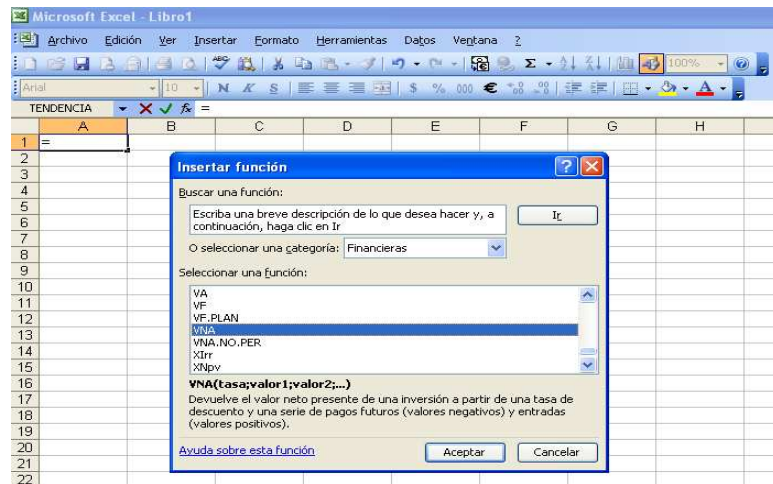 Microsoft Excel - Libro1
Archivo Edición Ver Insertar Formato Herramientas Datos Ventana ?
ABC Σ 100%
Arial 10 N K S $ % 000 €
TENDENCIA fx =
A B C D E F G H
1 =
2
3
4
5
6
7
8
9
10
11
12
13
14
15
16
17
18
19
20
21
22
Insertar función
Buscar una función:
Escriba una breve descripción de lo que desea hacer y, a
continuación, haga clic en Ir
Ir
O seleccionar una categoría: Financieras
Seleccionar una función:
VA
VF
VF.PLAN
VNA
VNA.NO.PER
XIrr
XNpv
VNA(tasa;valor1;valor2;...)
Devuelve el valor neto presente de una inversión a partir de una tasa de
descuento y una serie de pagos futuros (valores negativos) y entradas
(valores positivos).
Ayuda sobre esta función
Aceptar Cancelar